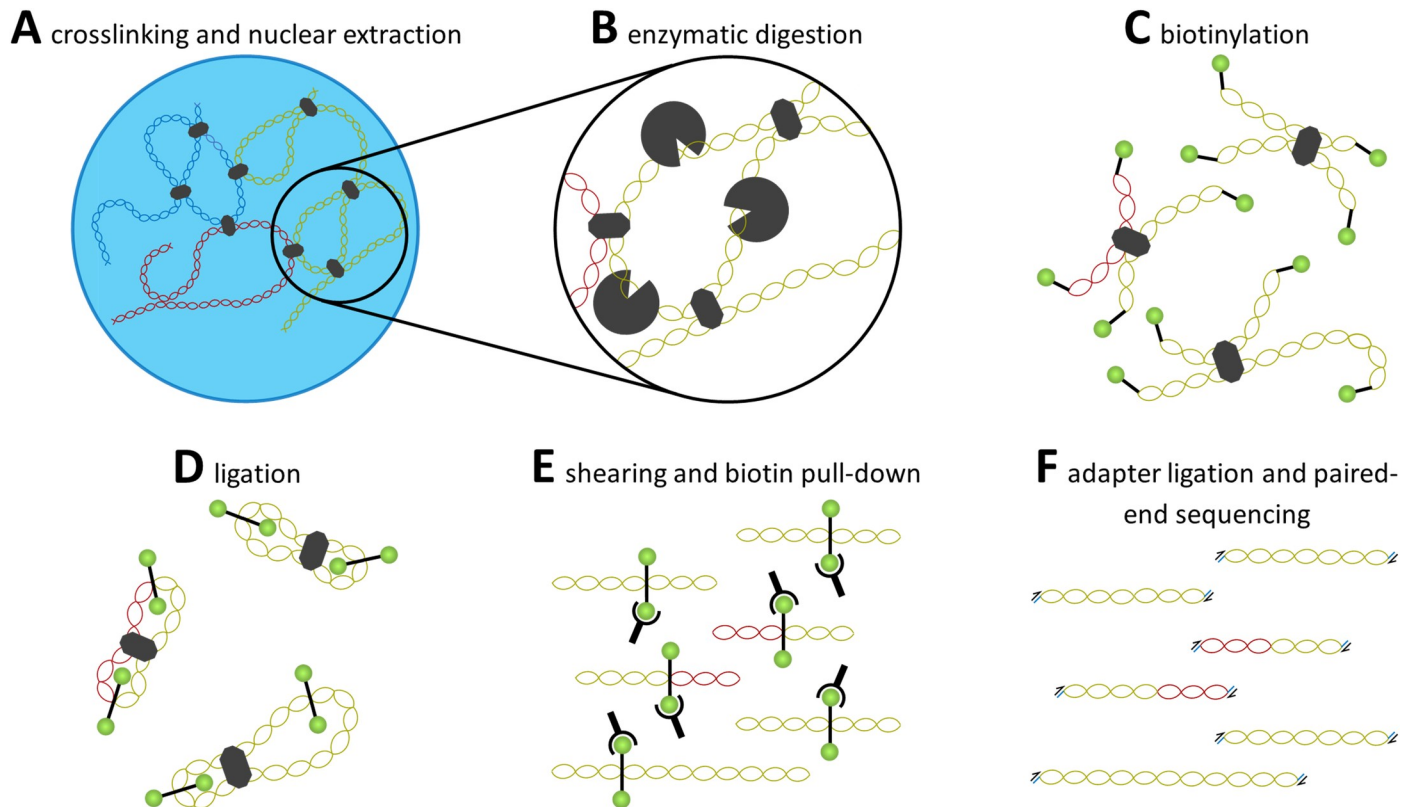 A crosslinking and nuclear extraction
B enzymatic digestion
C biotinylation
D ligation
E shearing and biotin pull-down
F adapter ligation and paired-
end sequencing